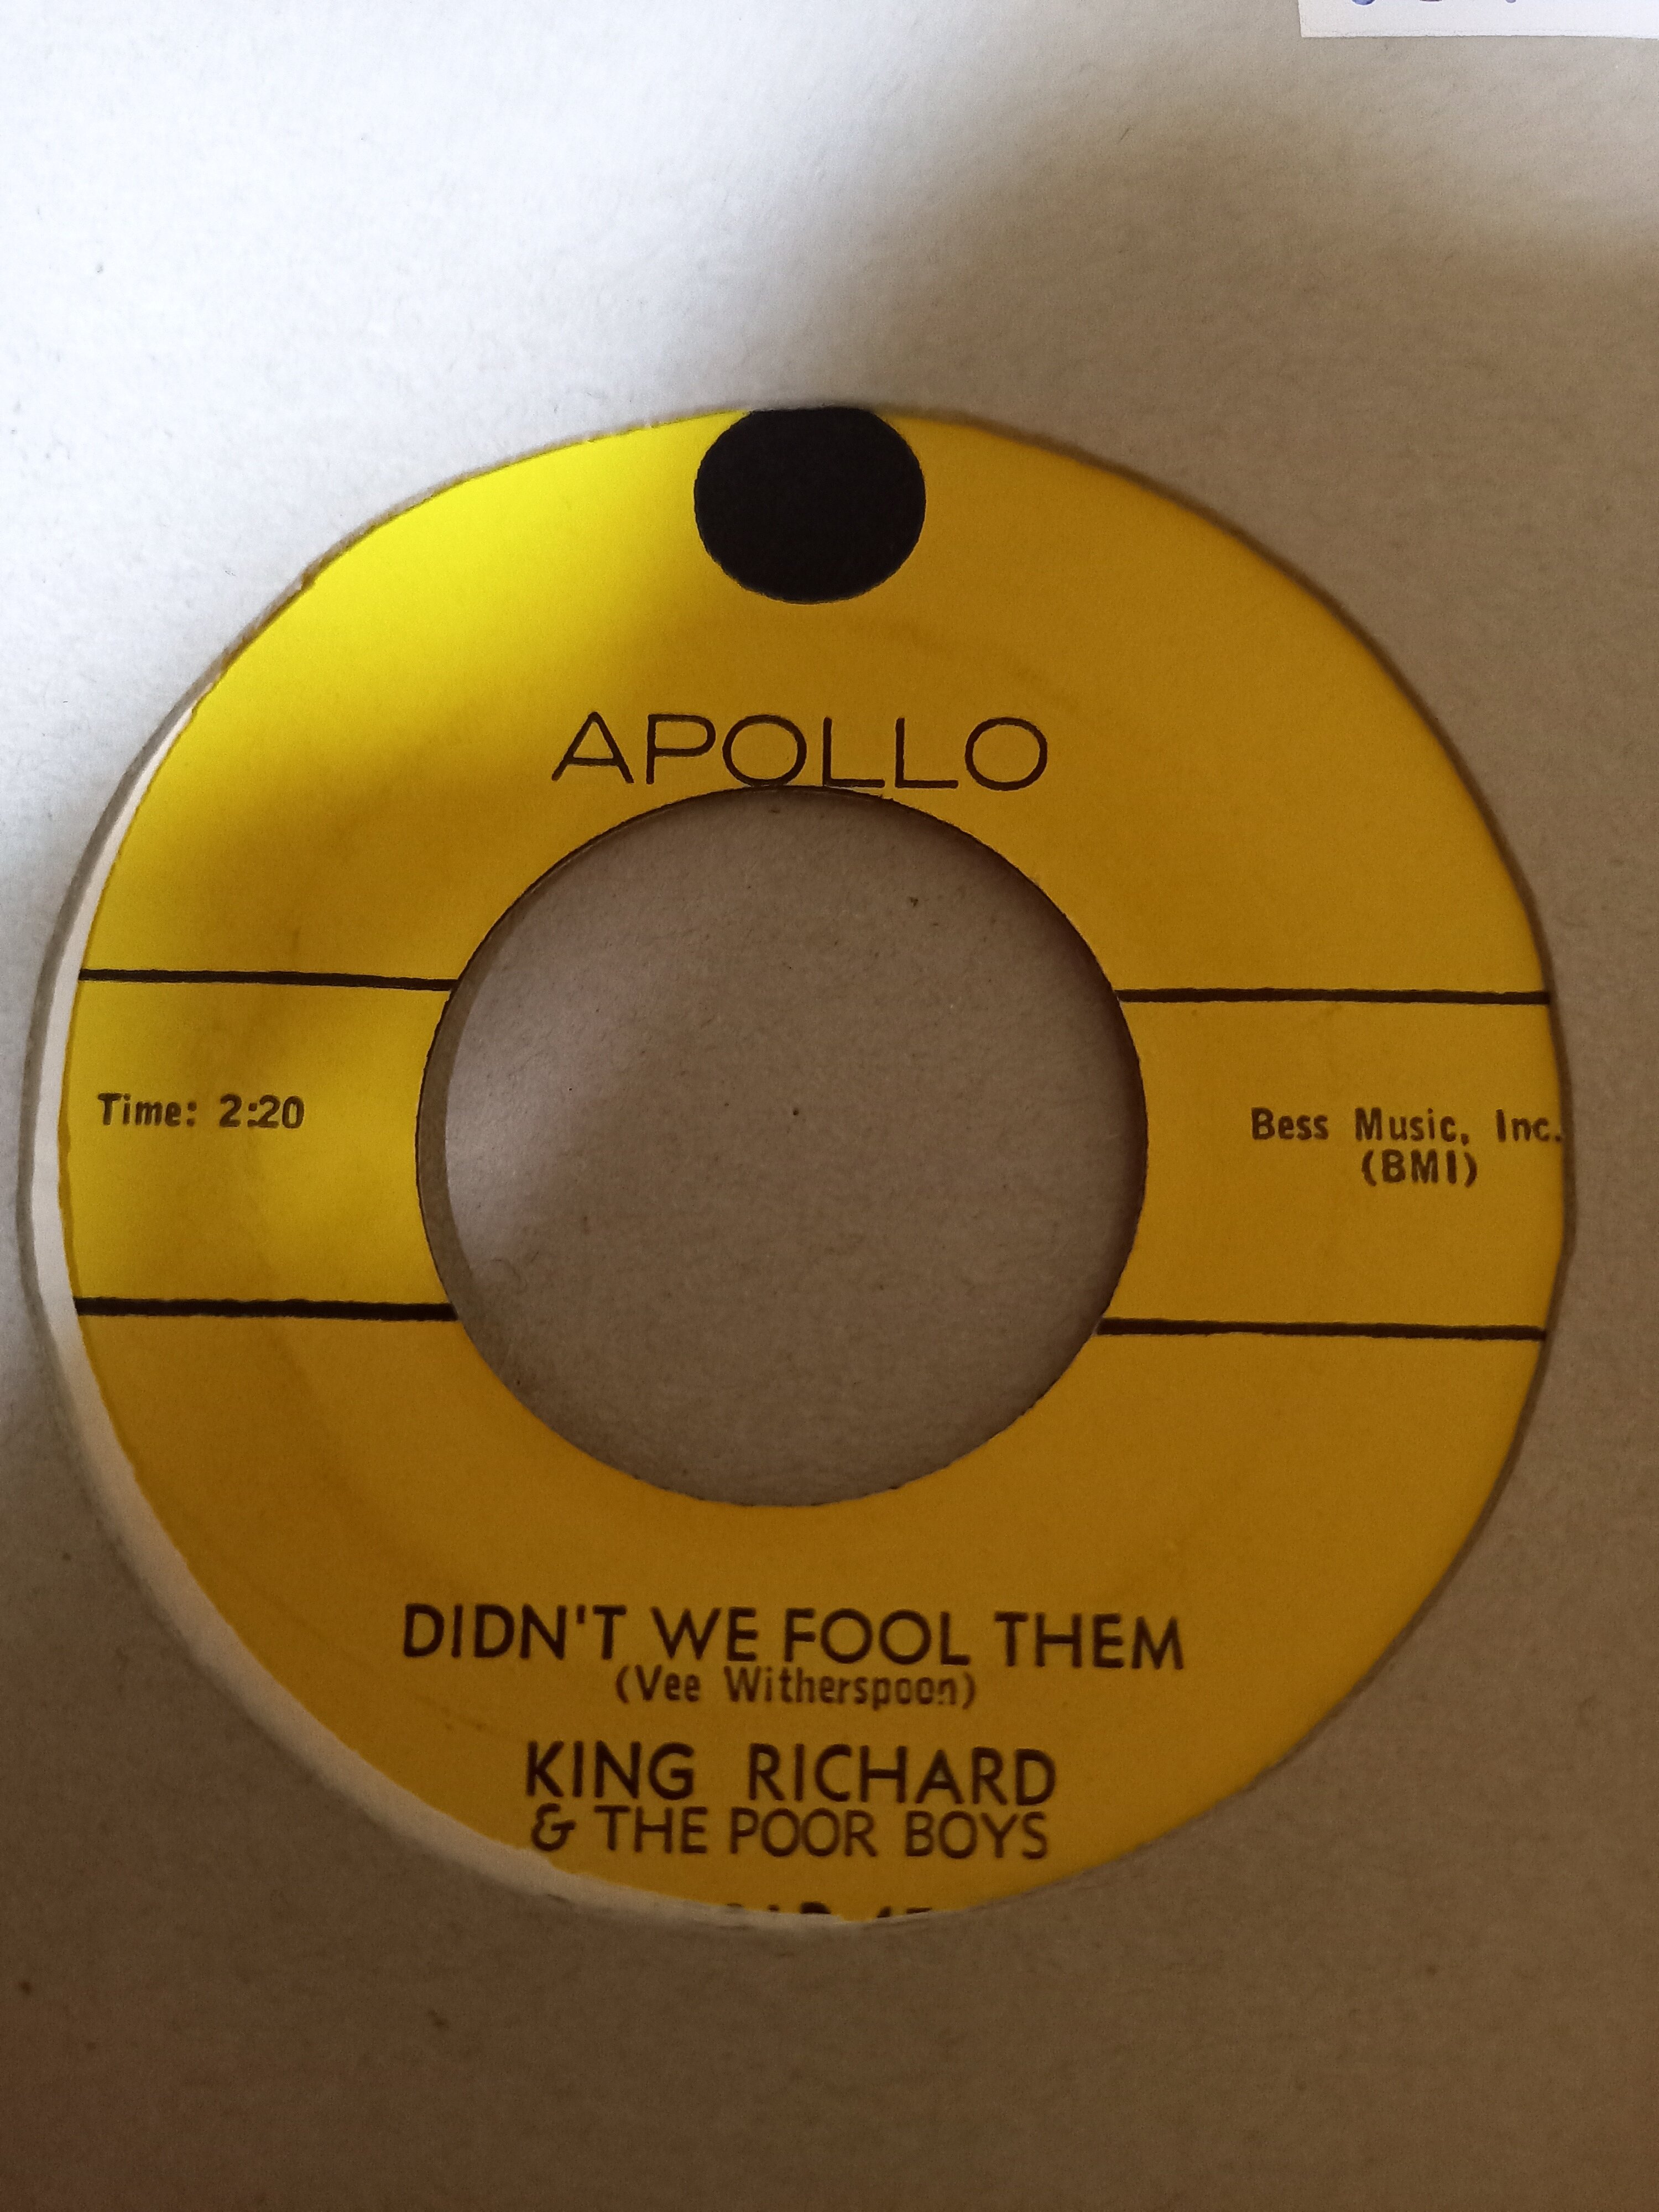 APOLLO
Time: 2:20
Bess Music, Inc.
(BMI)
DIDN'T WE FOOL THEM
(Vee Witherspoon)
KING RICHARD
& THE POOR BOYS